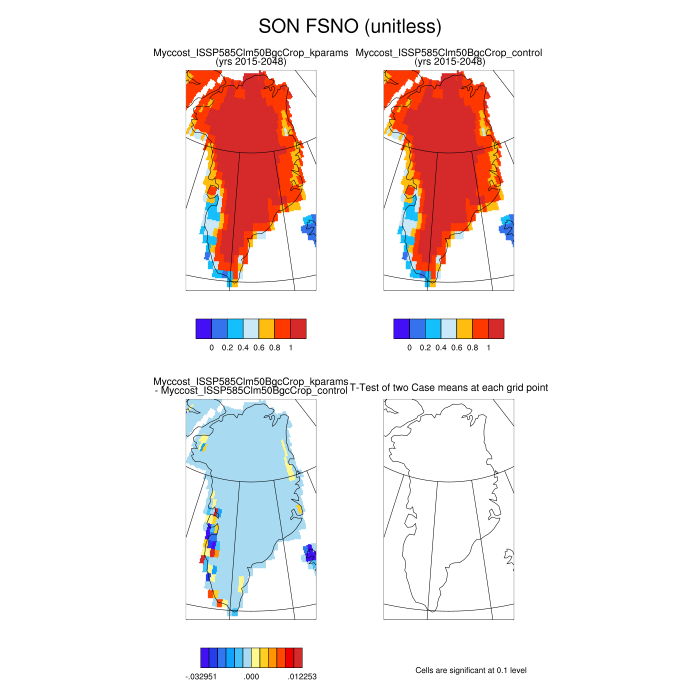 SON FSNO (unitless)
Myccost_ISSP585Clm50BgcCrop_kparams
(yrs 2015-2048)
Myccost_ISSP585Clm50BgcCrop_control
(yrs 2015-2048)
0 0.2 0.4 0.6 0.8 1
0 0.2 0.4 0.6 0.8 1
Myccost_ISSP585Clm50BgcCrop_kparams
- Myccost_ISSP585Clm50BgcCrop_control
T-Test of two Case means at each grid point
-.032951 .000 .012253
Cells are significant at 0.1 level